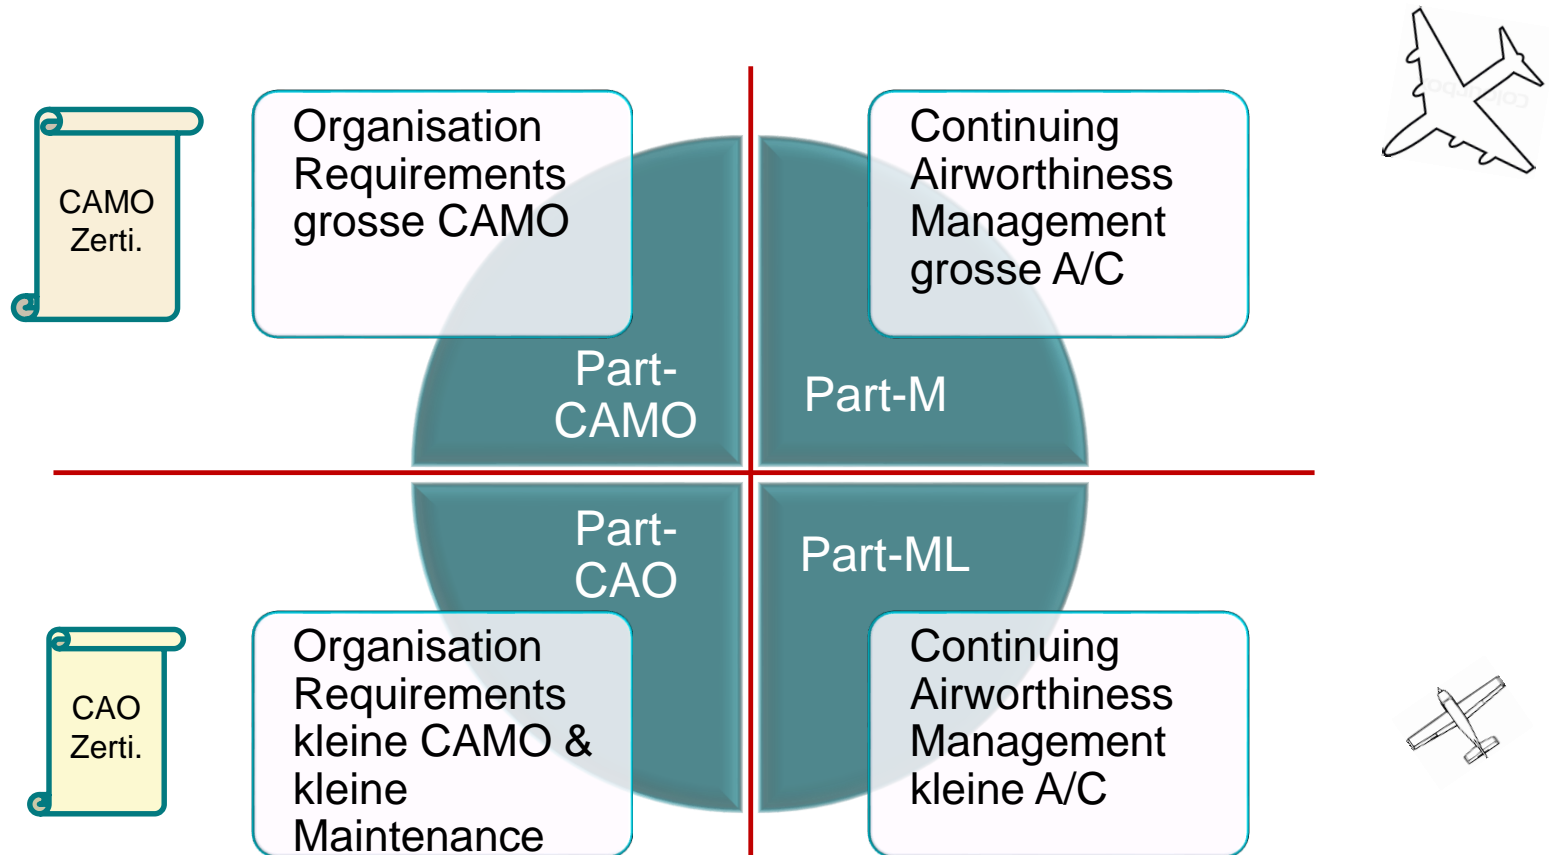 CAMO
Zerti.
Organisation
Requirements
grosse CAMO
Continuing
Airworthiness
Management
grosse A/C
Part-
CAMO
Part-M
Part-
CAO
Part-ML
CAO
Zerti.
Organisation
Requirements
kleine CAMO &
kleine
Maintenance
Continuing
Airworthiness
Management
kleine A/C